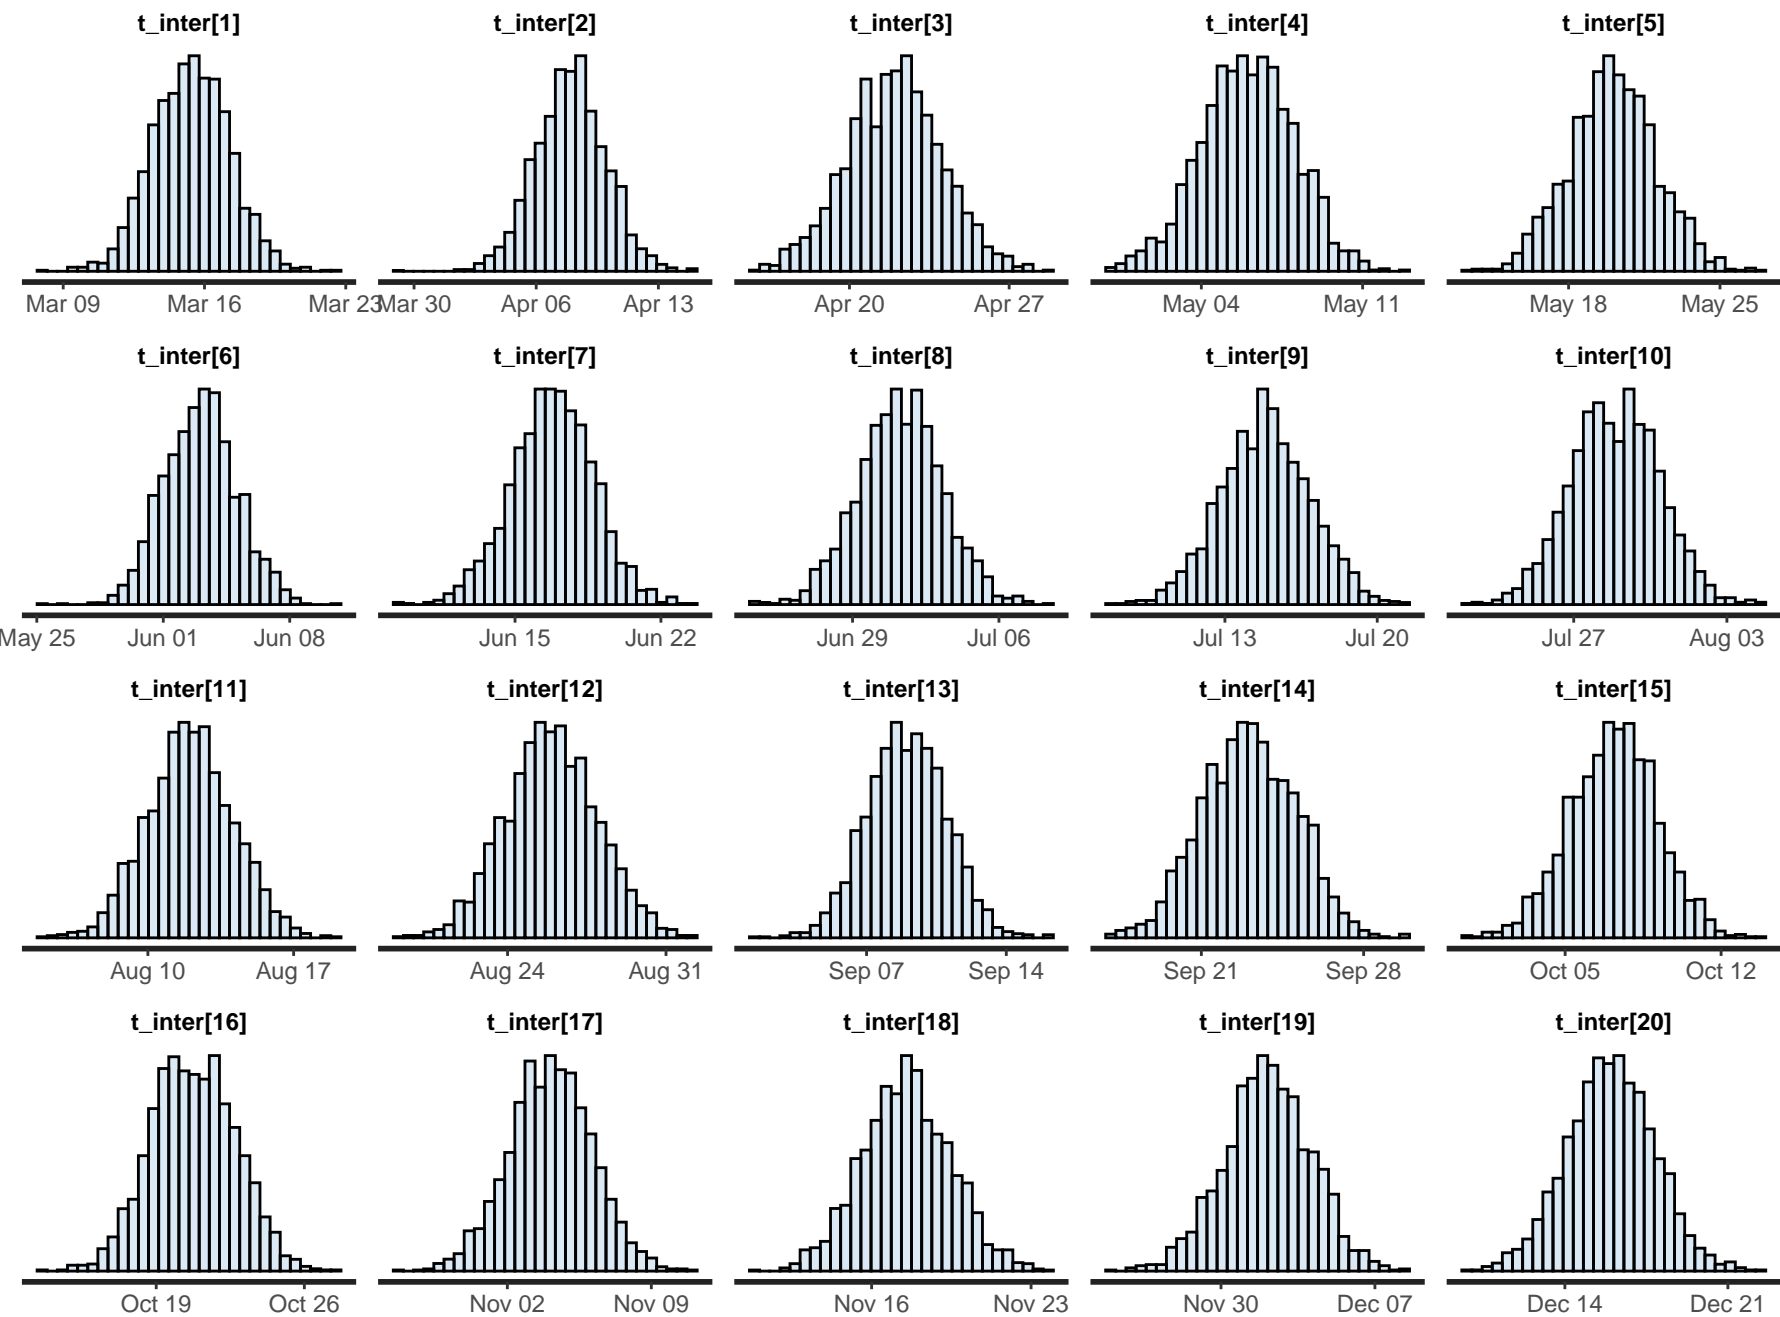 t_inter[1] t_inter[2] t_inter[3] t_inter[4] t_inter[5]
Mar 09 Mar 16 Mar 23 Mar 30 Apr 06 Apr 13 Apr 20 Apr 27 May 04 May 11 May 18 May 25
t_inter[6] t_inter[7] t_inter[8] t_inter[9] t_inter[10]
May 25 Jun 01 Jun 08 Jun 15 Jun 22 Jun 29 Jul 06 Jul 13 Jul 20 Jul 27 Aug 03
t_inter[11] t_inter[12] t_inter[13] t_inter[14] t_inter[15]
Aug 10 Aug 17 Aug 24 Aug 31 Sep 07 Sep 14 Sep 21 Sep 28 Oct 05 Oct 12
t_inter[16] t_inter[17] t_inter[18] t_inter[19] t_inter[20]
Oct 19 Oct 26 Nov 02 Nov 09 Nov 16 Nov 23 Nov 30 Dec 07 Dec 14 Dec 21